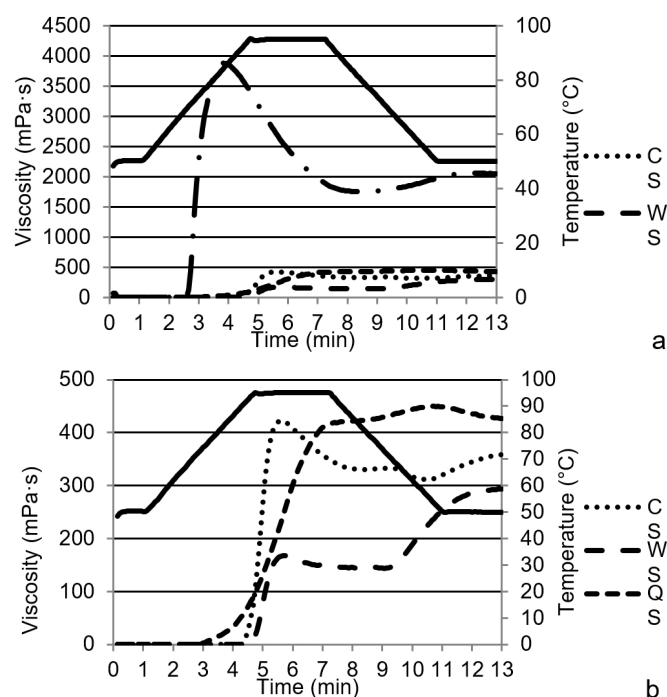 4500
4000
3500
3000
2500
2000
1500
1000
500
0
Viscosity (mPa·s)
100
80
60
40
20
0
Temperature (°C)
0 1 2 3 4 5 6 7 8 9 10 11 12 13
Time (min)
C
S
W
S
a
500
400
300
200
100
0
Viscosity (mPa·s)
100
90
80
70
60
50
40
30
20
10
0
Temperature (°C)
0 1 2 3 4 5 6 7 8 9 10 11 12 13
Time (min)
C
S
W
S
Q
S
b